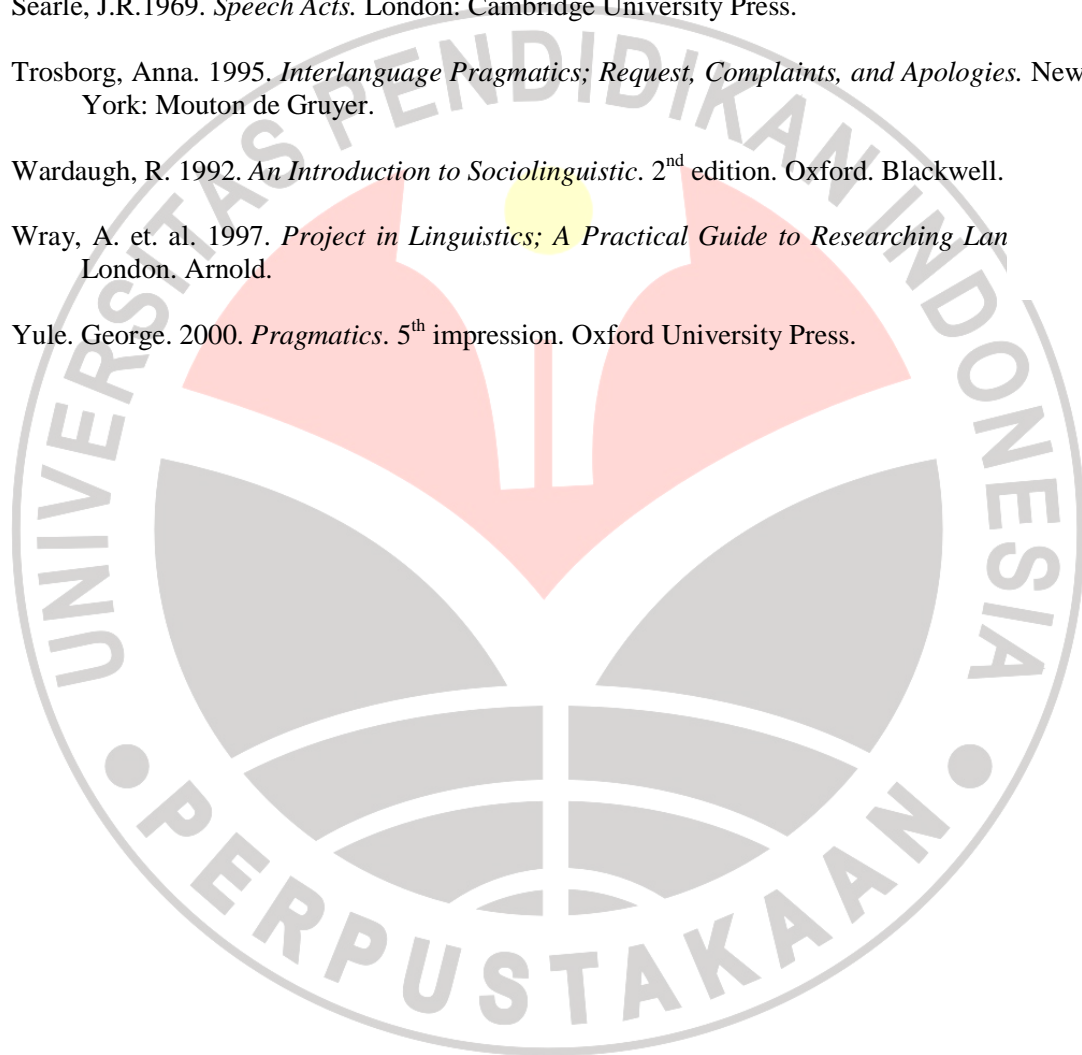 Searle, J.R.1969. Speech Acts. London: Cambridge University Press.
Trosborg, Anna. 1995. Interlanguage Pragmatics; Request, Complaints, and Apologies. New
York: Mouton de Gruyer.
Wardaugh, R. 1992. An Introduction to Sociolinguistic. 2nd edition. Oxford. Blackwell.
Wray, A. et. al. 1997. Project in Linguistics; A Practical Guide to Researching Lan
London. Arnold.
Yule. George. 2000. Pragmatics. 5th impression. Oxford University Press.
UNIVERSITAS PENDIDIKAN INDONESIA
PERPUSTAKAAN